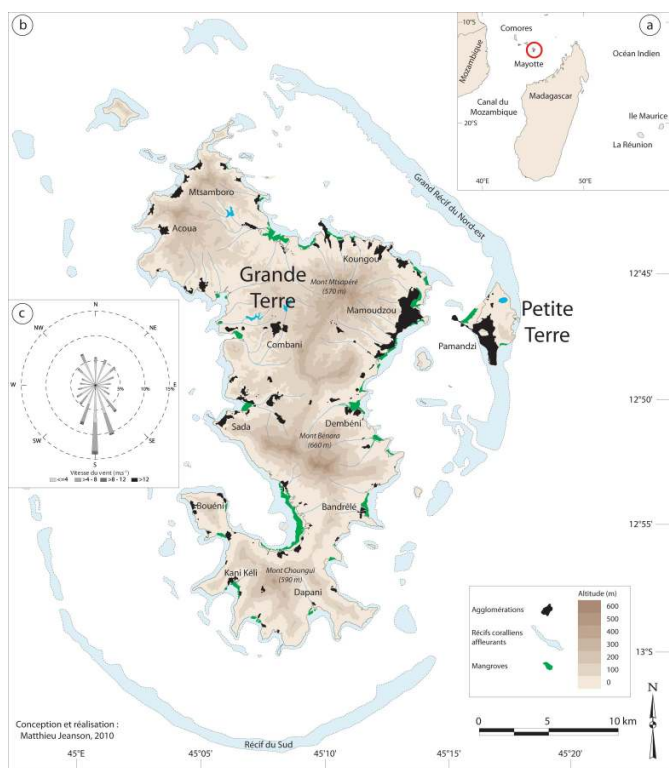 b
a
10°S
Comores
Mayotte
Mozambique
Océan Indien
Canal du
Mozambique
Madagascar
20°S
Ile Maurice
La Réunion
40°E
50°E
Grand Récif du Nord-est
Mtsamboro
Acoua
Koungou
Grande
Terre
Mont Mtsapéré
(570 m)
Mamoudzou
12°45'
Petite
Terre
Pamandzi
Combani
c
N
NW
NE
W
5%
10%
15%
E
SW
SE
S
Vitesse du vent (ms⁻¹)
<=4
>4 - 8
>8 - 12
>12
12°50'
Sada
Dembéni
Mont Bénara
(660 m)
Bouéni
Bandrélé
12°55'
Mont Choungui
(590 m)
Kani Kéli
Dapani
Agglomérations
Récifs coralliens
affleurants
Mangroves
Altitude (m)
600
500
400
300
200
100
0
13°S
N
0 5 10 km
Conception et réalisation :
Matthieu Jeanson, 2010
Récif du Sud
45°E
45°05'
45°10'
45°15'
45°20'